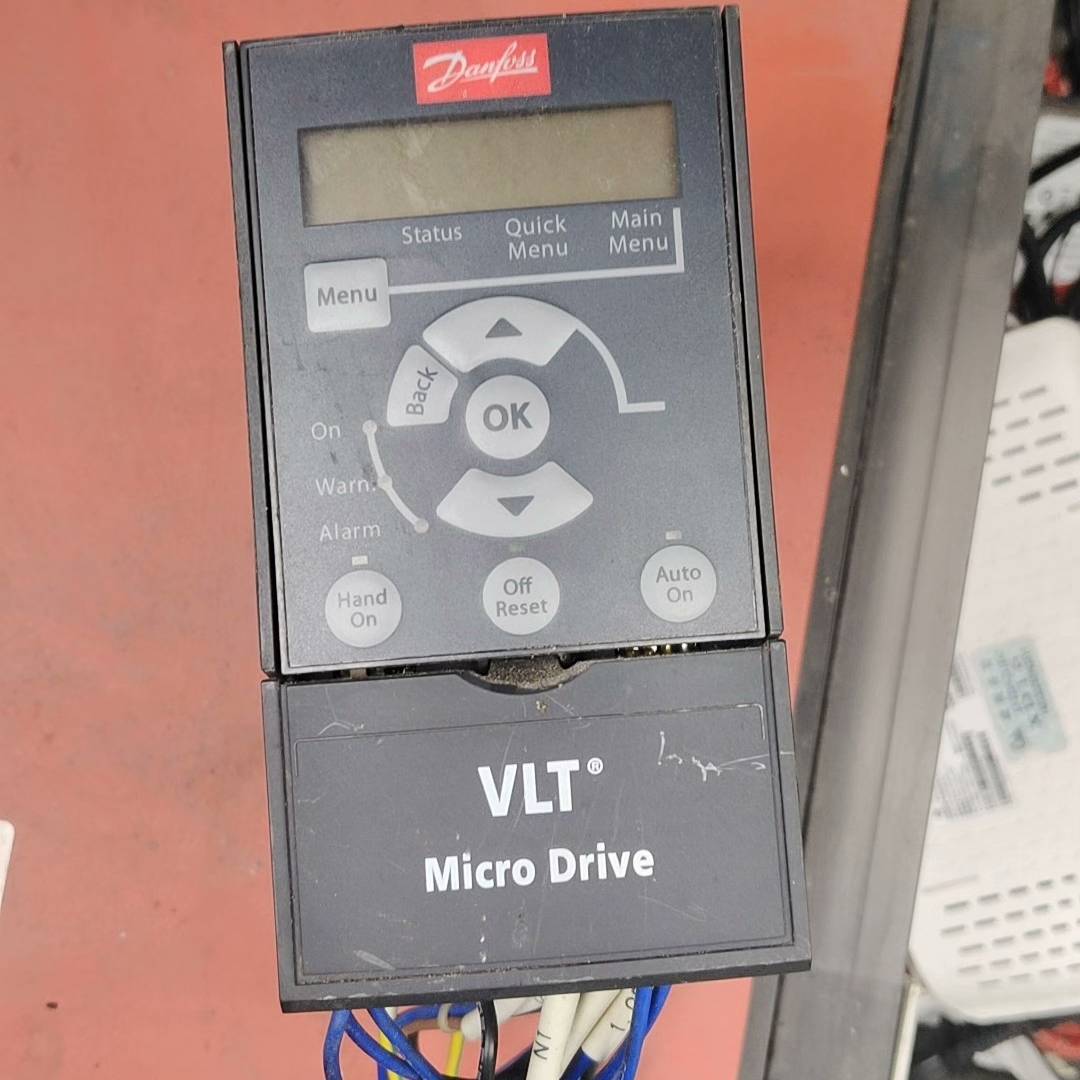 Danfoss
Status
Quick
Menu
Main
Menu
Menu
Back
OK
On
Warn.
Alarm
Hand
On
Off
Reset
Auto
On
VLT®
Micro Drive
N1